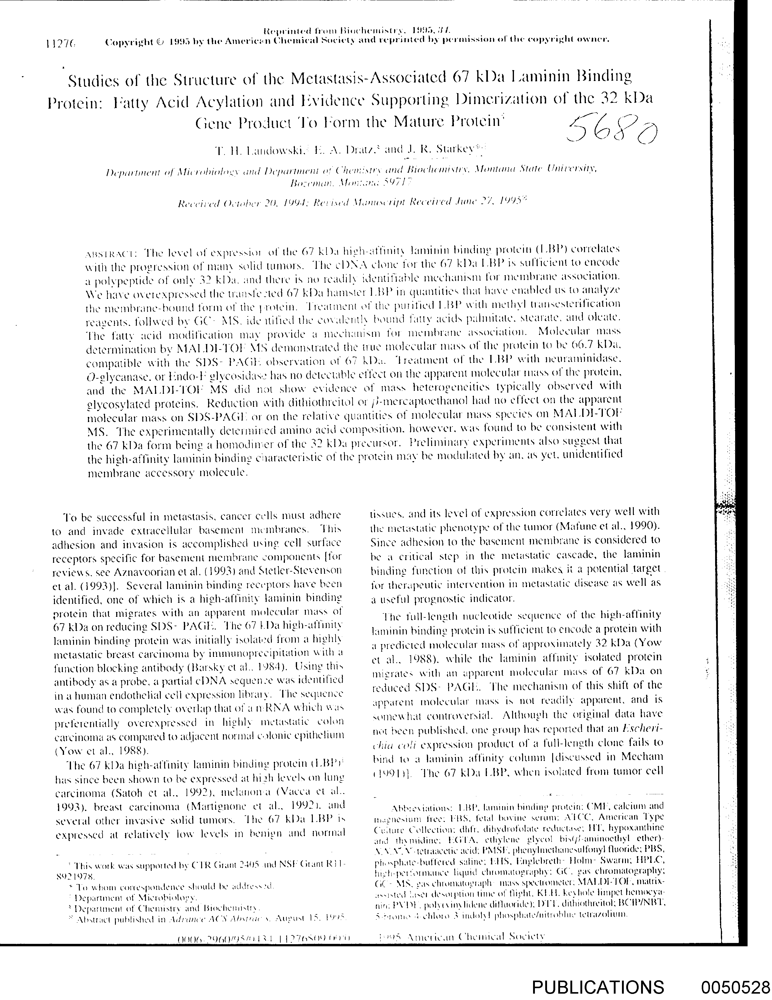 Reprinted from Biochemistry, 1995, 34.
11276 Copyright © 1995 by the American Chemical Society and reprinted by permission of the copyright owner.
Studies of the Structure of the Metastasis-Associated 67 kDa Laminin Binding
Protein: Fatty Acid Acylation and Evidence Supporting Dimerization of the 32 kDa
Gene Product To Form the Mature Protein†
5680
T. H. Landowski,‡ E. A. Dratz,§ and J. R. Starkey*,‡
Department of Microbiology and Department of Chemistry and Biochemistry, Montana State University,
Bozeman, Montana 59717
Received October 20, 1994; Revised Manuscript Received June 27, 1995⊗
ABSTRACT: The level of expression of the 67 kDa high-affinity laminin binding protein (LBP) correlates
with the progression of many solid tumors. The cDNA clone for the 67 kDa LBP is sufficient to encode
a polypeptide of only 32 kDa, and there is no readily identifiable mechanism for membrane association.
We have overexpressed the transfected 67 kDa hamster LBP in quantities that have enabled us to analyze
the membrane-bound form of the protein. Treatment of the purified LBP with methyl transesterification
reagents, follwed by GC-MS, identified the covalently bound fatty acids palmitate, stearate, and oleate.
The fatty acid modification may provide a mechanism for membrane association. Molecular mass
determination by MALDI-TOF MS demonstrated the true molecular mass of the protein to be 66.7 kDa,
compatible with the SDS-PAGE observation of 67 kDa. Treatment of the LBP with neuraminidase,
O-glycanase, or Endo-F glycosidase has no detectable effect on the apparent molecular mass of the protein,
and the MALDI-TOF MS did not show evidence of mass heterogeneities typically observed with
glycosylated proteins. Reduction with dithiothreitol or β-mercaptoethanol had no effect on the apparent
molecular mass on SDS-PAGE or on the relative quantities of molecular mass species on MALDI-TOF
MS. The experimentally determined amino acid composition, however, was found to be consistent with
the 67 kDa form being a homodimer of the 32 kDa precursor. Preliminary experiments also suggest that
the high-affinity laminin binding characteristic of the protein may be modulated by an, as yet, unidentified
membrane accessory molecule.
To be successful in metastasis, cancer cells must adhere
to and invade extracellular basement membranes. This
adhesion and invasion is accomplished using cell surface
receptors specific for basement membrane components [for
reviews, see Aznavoorian et al. (1993) and Stetler-Stevenson
et al. (1993)]. Several laminin binding receptors have been
identified, one of which is a high-affinity laminin binding
protein that migrates with an apparent molecular mass of
67 kDa on reducing SDS-PAGE. The 67 kDa high-affinity
laminin binding protein was initially isolated from a highly
metastatic breast carcinoma by immunoprecipitation with a
function blocking antibody (Barsky et al., 1984). Using this
antibody as a probe, a partial cDNA sequence was identified
in a human endothelial cell expression library. The sequence
was found to completely overlap that of a mRNA which was
preferentially overexpressed in highly metastatic colon
carcinoma as compared to adjacent normal colonic epithelium
(Yow et al., 1988).
The 67 kDa high-affinity laminin binding protein (LBP)¹
has since been shown to be expressed at high levels on lung
carcinoma (Satoh et al., 1992), melanoma (Vacca et al.,
1993), breast carcinoma (Martignone et al., 1992), and
several other invasive solid tumors. The 67 kDa LBP is
expressed at relatively low levels in benign and normal
† This work was supported by CTR Grant 2405 and NSF Grant RII-
8921978.
* To whom correspondence should be addressed.
‡ Department of Microbiology.
§ Department of Chemistry and Biochemistry.
⊗ Abstract published in Advance ACS Abstracts, August 15, 1995.
tissues, and its level of expression correlates very well with
the metastatic phenotype of the tumor (Mafune et al., 1990).
Since adhesion to the basement membrane is considered to
be a critical step in the metastatic cascade, the laminin
binding function of this protein makes it a potential target
for therapeutic intervention in metastatic disease as well as
a useful prognostic indicator.
The full-length nucleotide sequence of the high-affinity
laminin binding protein is sufficient to encode a protein with
a predicted molecular mass of approximately 32 kDa (Yow
et al., 1988), while the laminin affinity isolated protein
migrates with an apparent molecular mass of 67 kDa on
reduced SDS-PAGE. The mechanism of this shift of the
apparent molecular mass is not readily apparent, and is
somewhat controversial. Although the original data have
not been published, one group has reported that an Escheri-
chia coli expression product of a full-length clone fails to
bind to a laminin affinity column [discussed in Mecham
(1991)]. The 67 kDa LBP, when isolated from tumor cell
Abbreviations: LBP, laminin binding protein; CMF, calcium and
magnesium free; FBS, fetal bovine serum; ATCC, American Type
Culture Collection; dhfr, dihydrofolate reductase; HT, hypoxanthine
and thymidine; EGTA, ethylene glycol bis(β-aminoethyl ether)-
N,N,N′,N′-tetraacetic acid; PMSF, phenylmethanesulfonyl fluoride; PBS,
phosphate-buffered saline; EHS, Englebreth-Holm-Swarm; HPLC,
high-performance liquid chromatography; GC, gas chromatography;
GC-MS, gas chromatograph-mass spectrometer; MALDI-TOF, matrix-
assisted laser desorption time of flight; KLH, keyhole limpet hemocya-
nin; PVDF, poly(vinylidene difluoride); DTT, dithiothreitol; BCIP/NBT,
5-bromo-4-chloro-3-indolyl phosphate/nitroblue tetrazolium.
1995 American Chemical Society
PUBLICATIONS 0050528